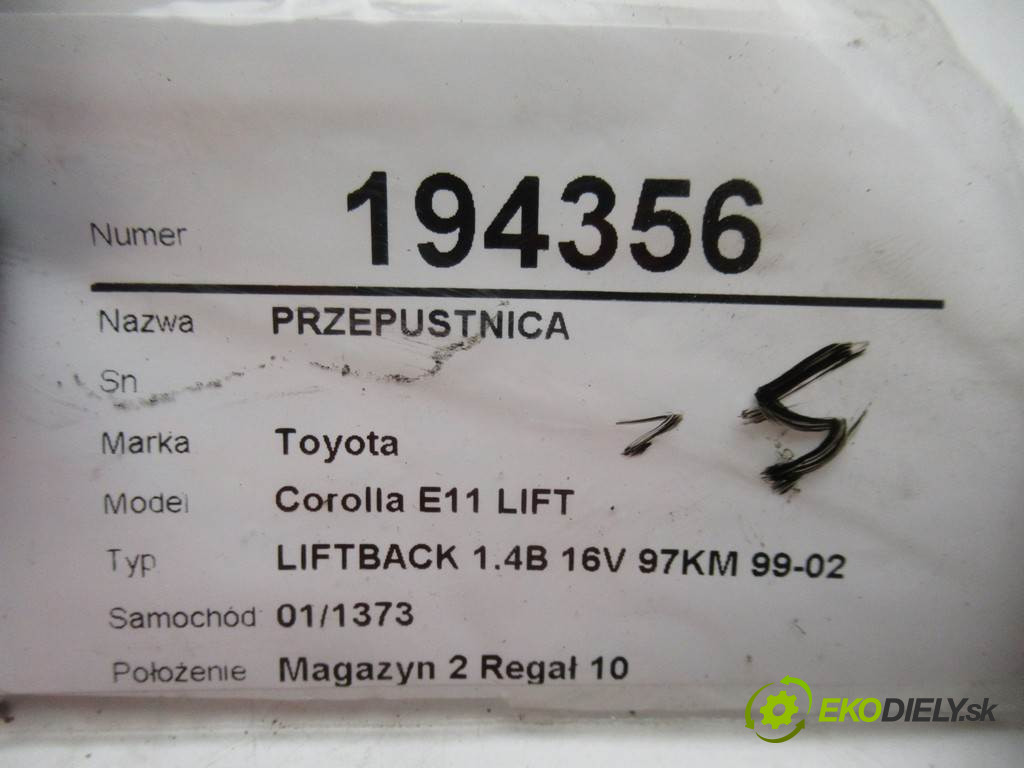 Numer 194356
Nazwa PRZEPUSTNICA
Sn
Marka Toyota
Model Corolla E11 LIFT
Typ LIFTBACK 1.4B 16V 97KM 99-02
Samochód 01/1373
Położenie Magazyn 2 Regał 10
EKODIELY.sk